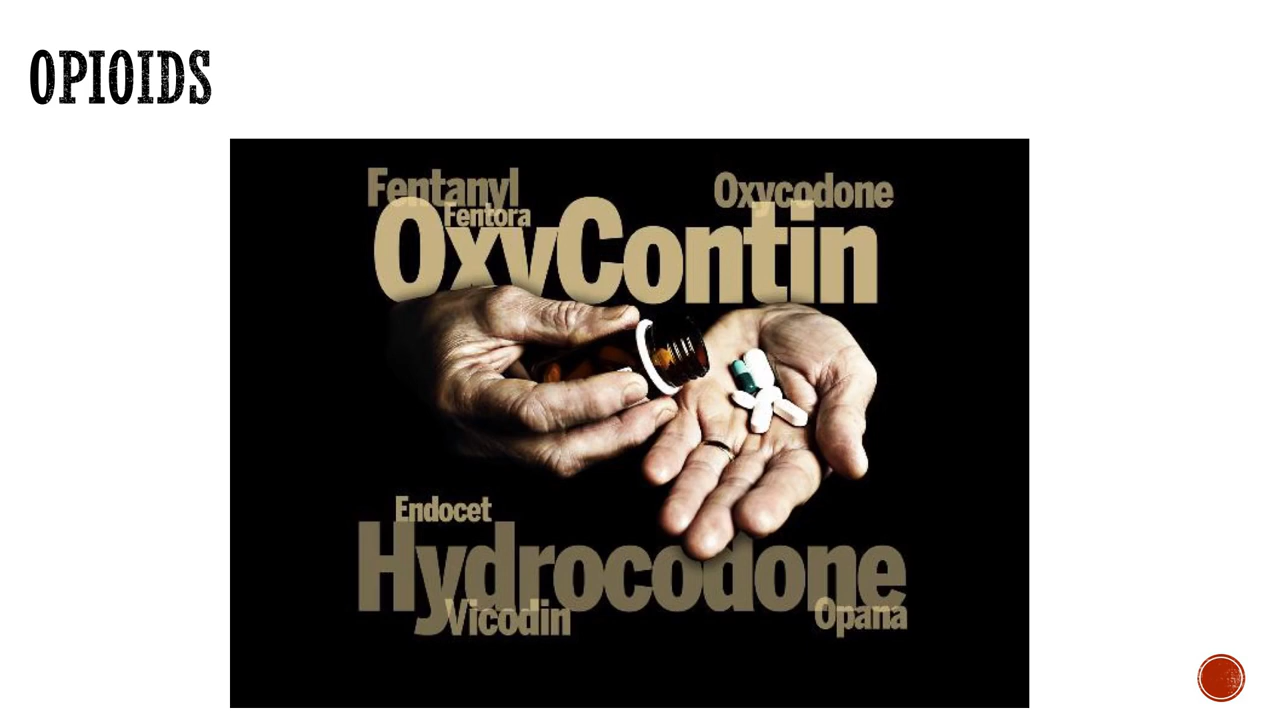 OPIOIDS
Fentanyl
Oxycodone
Fentora
OxyContin
Endocet
Hydrocodone
Vicodin
Opana